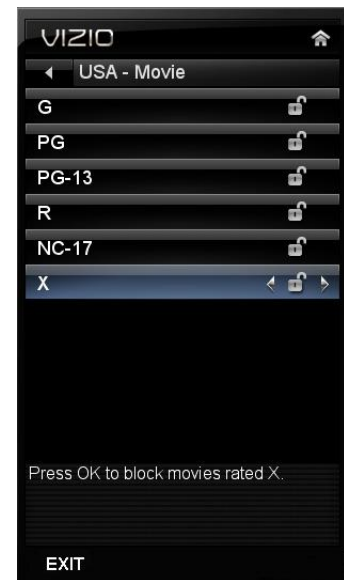 VIZIO
USA - Movie
G
PG
PG-13
R
NC-17
X
Press OK to block movies rated X.
EXIT